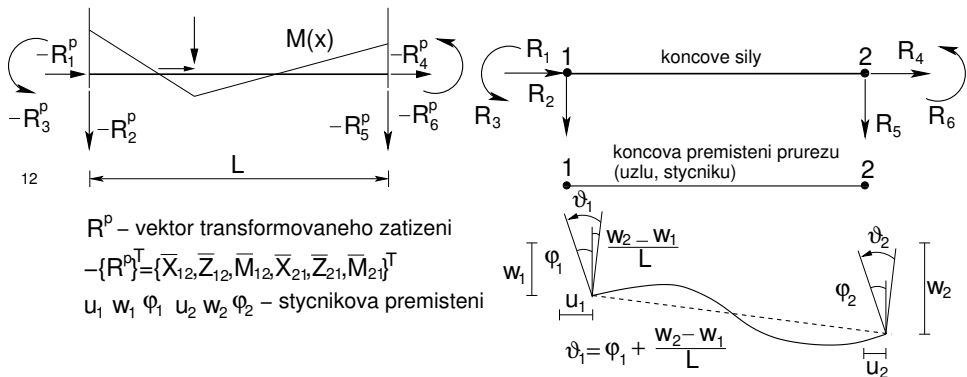 M(x)
−R₁ᵖ
−R₄ᵖ
−R₃ᵖ
−R₂ᵖ
−R₅ᵖ
−R₆ᵖ
12
L
R₁ 1 koncove sily 2 R₄
R₂
R₃
R₅
R₆
koncova premisteni prurezu
(uzlu, stycniku)
1 2
Rᵖ − vektor transformovaneho zatizeni
−{Rᵖ}ᵀ={X̅₁₂,Z̅₁₂,M̅₁₂,X̅₂₁,Z̅₂₁,M̅₂₁}ᵀ
u₁ w₁ φ₁ u₂ w₂ φ₂ − stycnikova premisteni
ϑ₁
w₂ − w₁
L
w₁
φ₁
u₁
ϑ₂
φ₂
w₂
u₂
ϑ₁= φ₁ + w₂− w₁
L